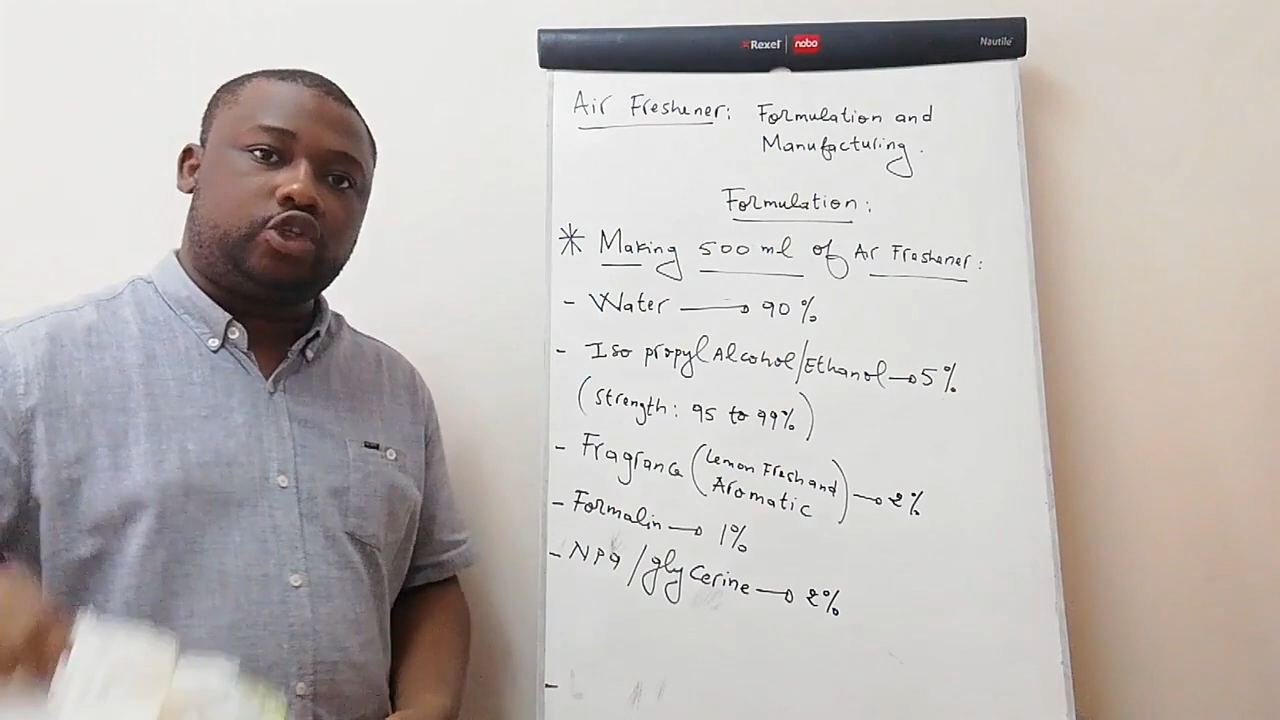 Rexel nobo Nautile
Air Freshener: Formulation and
Manufacturing.
Formulation:
* Making 500 ml of Air Freshener:
- Water → 90%
- Iso propyl Alcohol/Ethanol → 5%
(Strength: 95 to 99%)
- Fragrance (Lemon Fresh and
Aromatic) → 2%
- Formalin → 1%
- NP9/glycerine → 2%